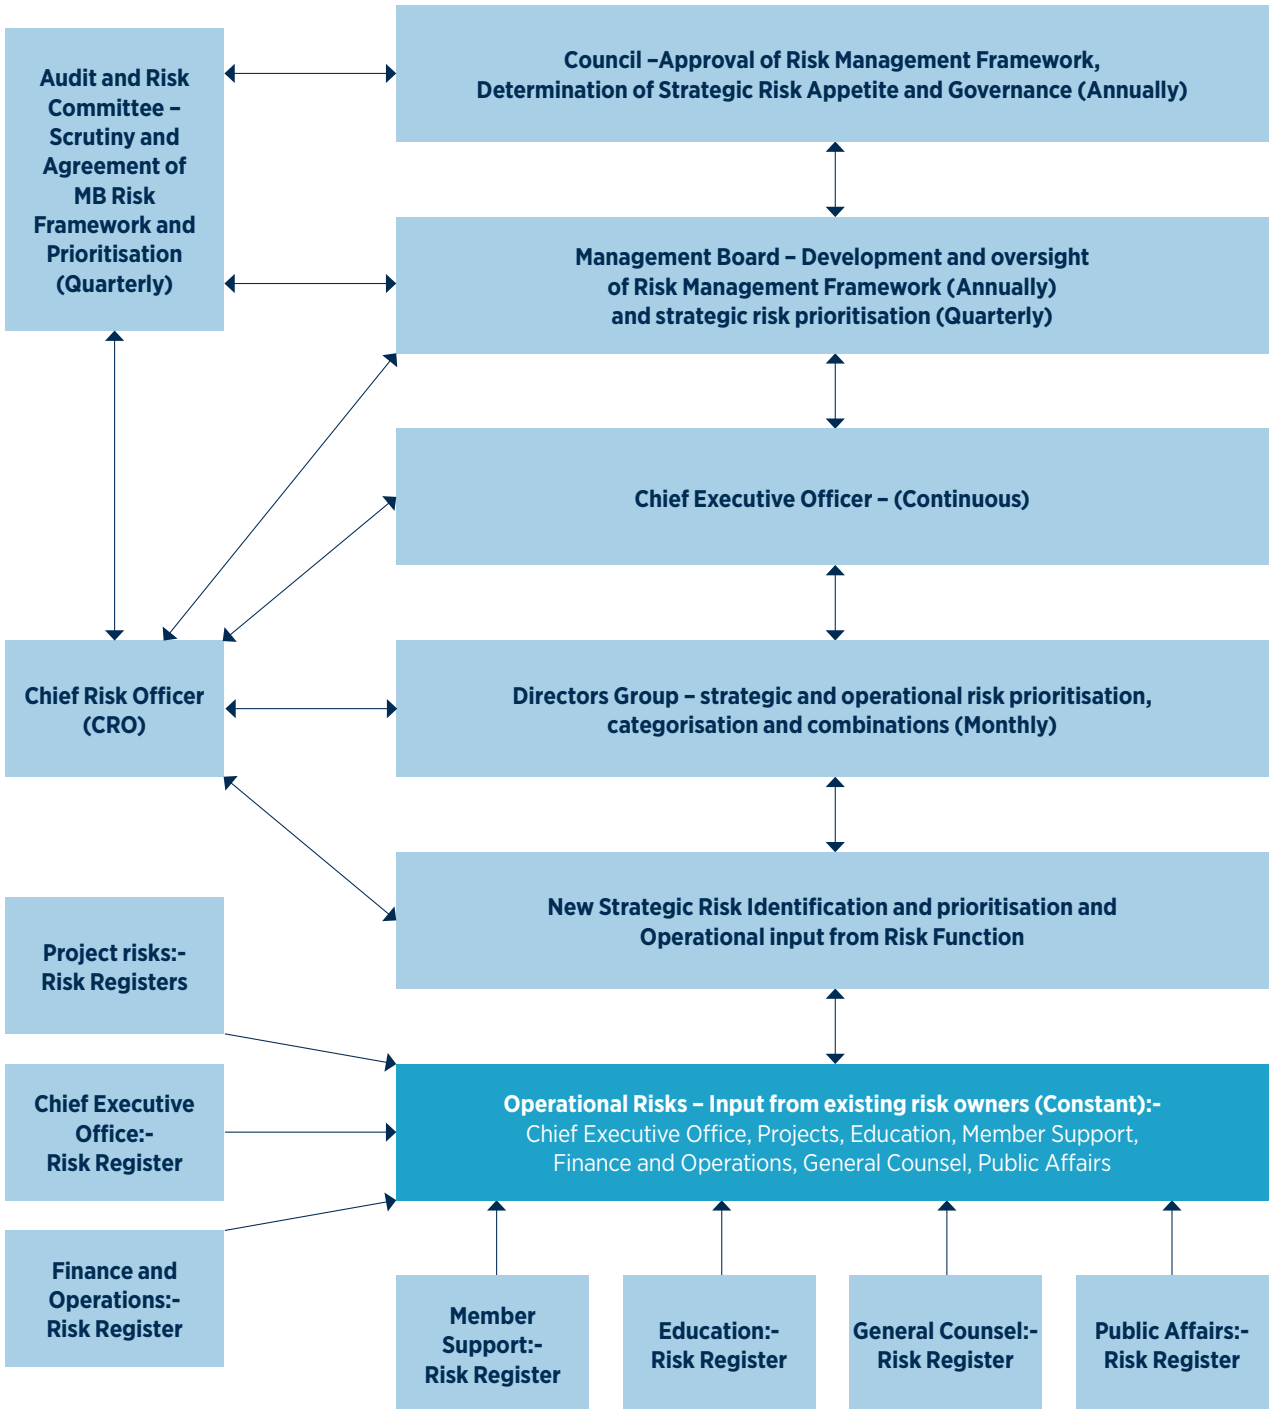 Audit and Risk
Committee –
Scrutiny and
Agreement of
MB Risk
Framework and
Prioritisation
(Quarterly)
Council –Approval of Risk Management Framework,
Determination of Strategic Risk Appetite and Governance (Annually)
Management Board – Development and oversight
of Risk Management Framework (Annually)
and strategic risk prioritisation (Quarterly)
Chief Executive Officer – (Continuous)
Chief Risk Officer
(CRO)
Directors Group – strategic and operational risk prioritisation,
categorisation and combinations (Monthly)
New Strategic Risk Identification and prioritisation and
Operational input from Risk Function
Project risks:-
Risk Registers
Chief Executive
Office:-
Risk Register
Operational Risks – Input from existing risk owners (Constant):-
Chief Executive Office, Projects, Education, Member Support,
Finance and Operations, General Counsel, Public Affairs
Finance and
Operations:-
Risk Register
Member
Support:-
Risk Register
Education:-
Risk Register
General Counsel:-
Risk Register
Public Affairs:-
Risk Register